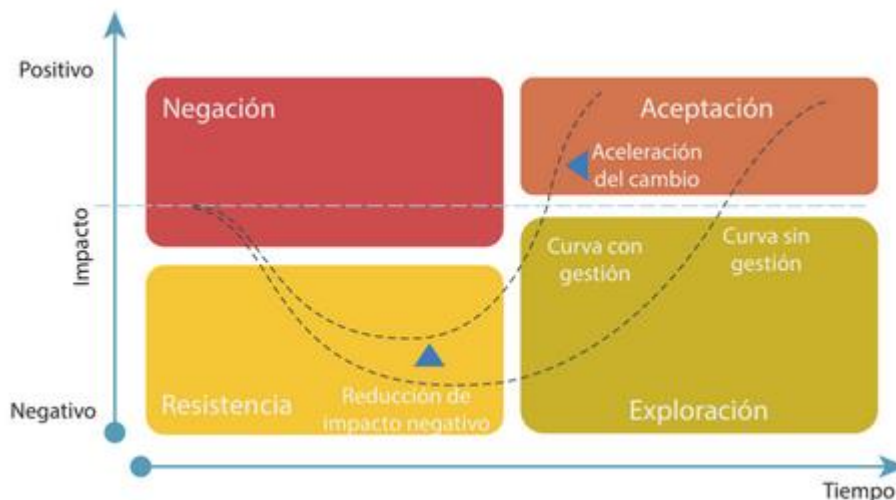 Positivo
Negación
Aceptación
Aceleración
del cambio
Impacto
Curva con
gestión
Curva sin
gestión
Negativo
Resistencia
Reducción de
impacto negativo
Exploración
Tiempo